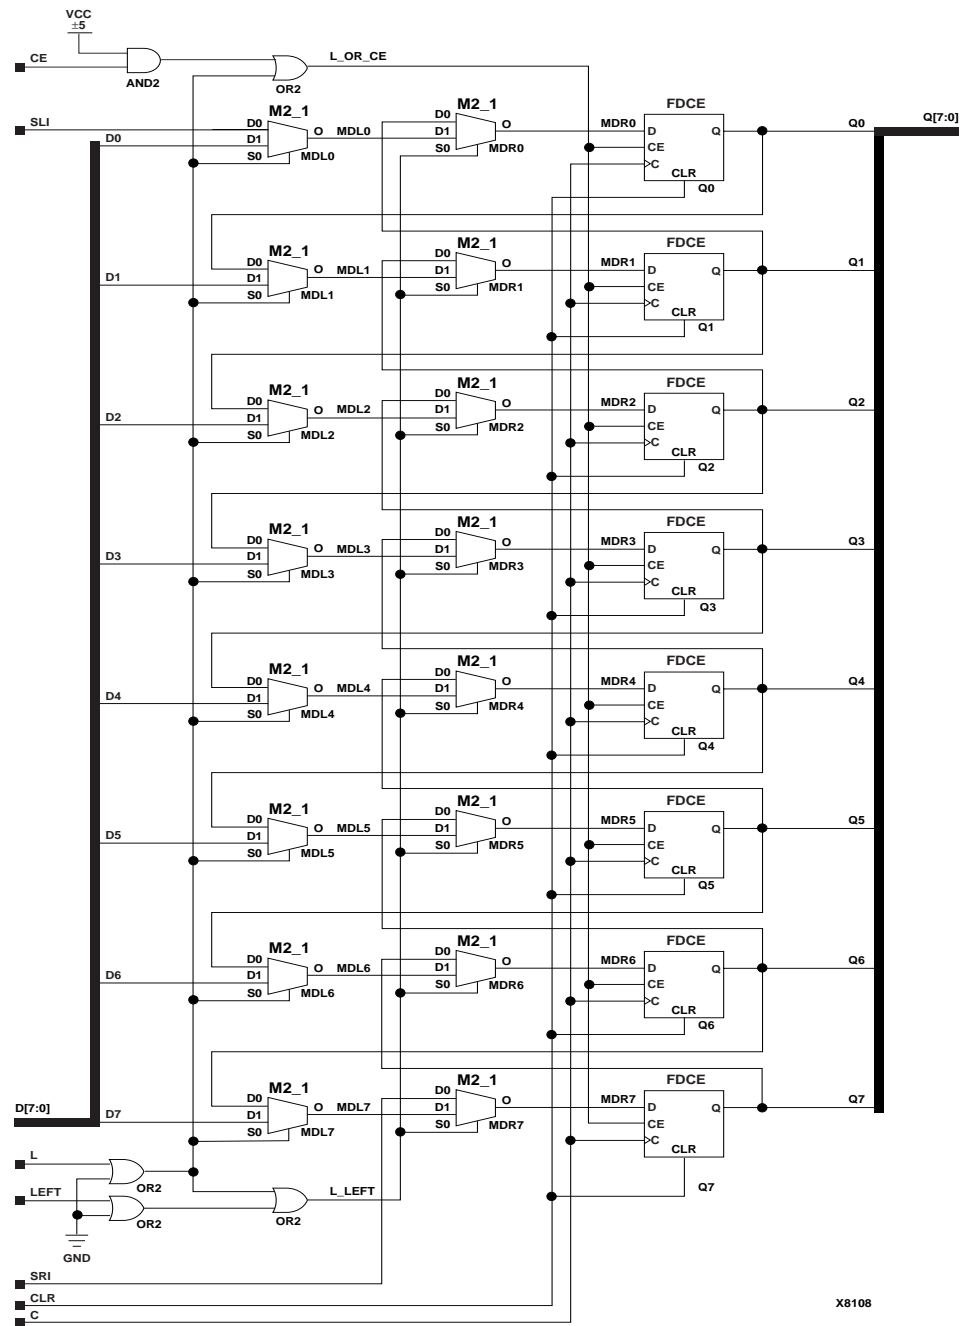 VCC
±5
CE
AND2
OR2
L_OR_CE
SLI
D0
M2_1
D0
D1
S0
O
MDL0
MDL0
M2_1
D0
D1
S0
O
MDR0
MDR0
FDCE
D
CE
C
Q
CLR
Q0
Q0
Q[7:0]
D1
M2_1
D0
D1
S0
O
MDL1
MDL1
M2_1
D0
D1
S0
O
MDR1
MDR1
FDCE
D
CE
C
Q
CLR
Q1
Q1
D2
M2_1
D0
D1
S0
O
MDL2
MDL2
M2_1
D0
D1
S0
O
MDR2
MDR2
FDCE
D
CE
C
Q
CLR
Q2
Q2
D3
M2_1
D0
D1
S0
O
MDL3
MDL3
M2_1
D0
D1
S0
O
MDR3
MDR3
FDCE
D
CE
C
Q
CLR
Q3
Q3
D4
M2_1
D0
D1
S0
O
MDL4
MDL4
M2_1
D0
D1
S0
O
MDR4
MDR4
FDCE
D
CE
C
Q
CLR
Q4
Q4
D5
M2_1
D0
D1
S0
O
MDL5
MDL5
M2_1
D0
D1
S0
O
MDR5
MDR5
FDCE
D
CE
C
Q
CLR
Q5
Q5
D6
M2_1
D0
D1
S0
O
MDL6
MDL6
M2_1
D0
D1
S0
O
MDR6
MDR6
FDCE
D
CE
C
Q
CLR
Q6
Q6
D[7:0]
D7
M2_1
D0
D1
S0
O
MDL7
MDL7
M2_1
D0
D1
S0
O
MDR7
MDR7
FDCE
D
CE
C
Q
CLR
Q7
Q7
L
OR2
LEFT
OR2
OR2
L_LEFT
GND
SRI
CLR
C
X8108